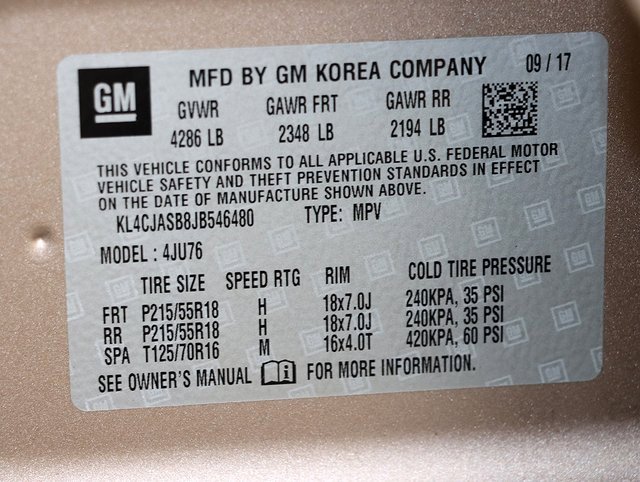 GM
MFD BY GM KOREA COMPANY 09 / 17
GVWR GAWR FRT GAWR RR
4286 LB 2348 LB 2194 LB
THIS VEHICLE CONFORMS TO ALL APPLICABLE U.S. FEDERAL MOTOR
VEHICLE SAFETY AND THEFT PREVENTION STANDARDS IN EFFECT
ON THE DATE OF MANUFACTURE SHOWN ABOVE.
KL4CJASB8JB546480 TYPE: MPV
MODEL : 4JU76
TIRE SIZE SPEED RTG RIM COLD TIRE PRESSURE
FRT P215/55R18 H 18x7.0J 240KPA, 35 PSI
RR P215/55R18 H 18x7.0J 240KPA, 35 PSI
SPA T125/70R16 M 16x4.0T 420KPA, 60 PSI
SEE OWNER'S MANUAL i FOR MORE INFORMATION.